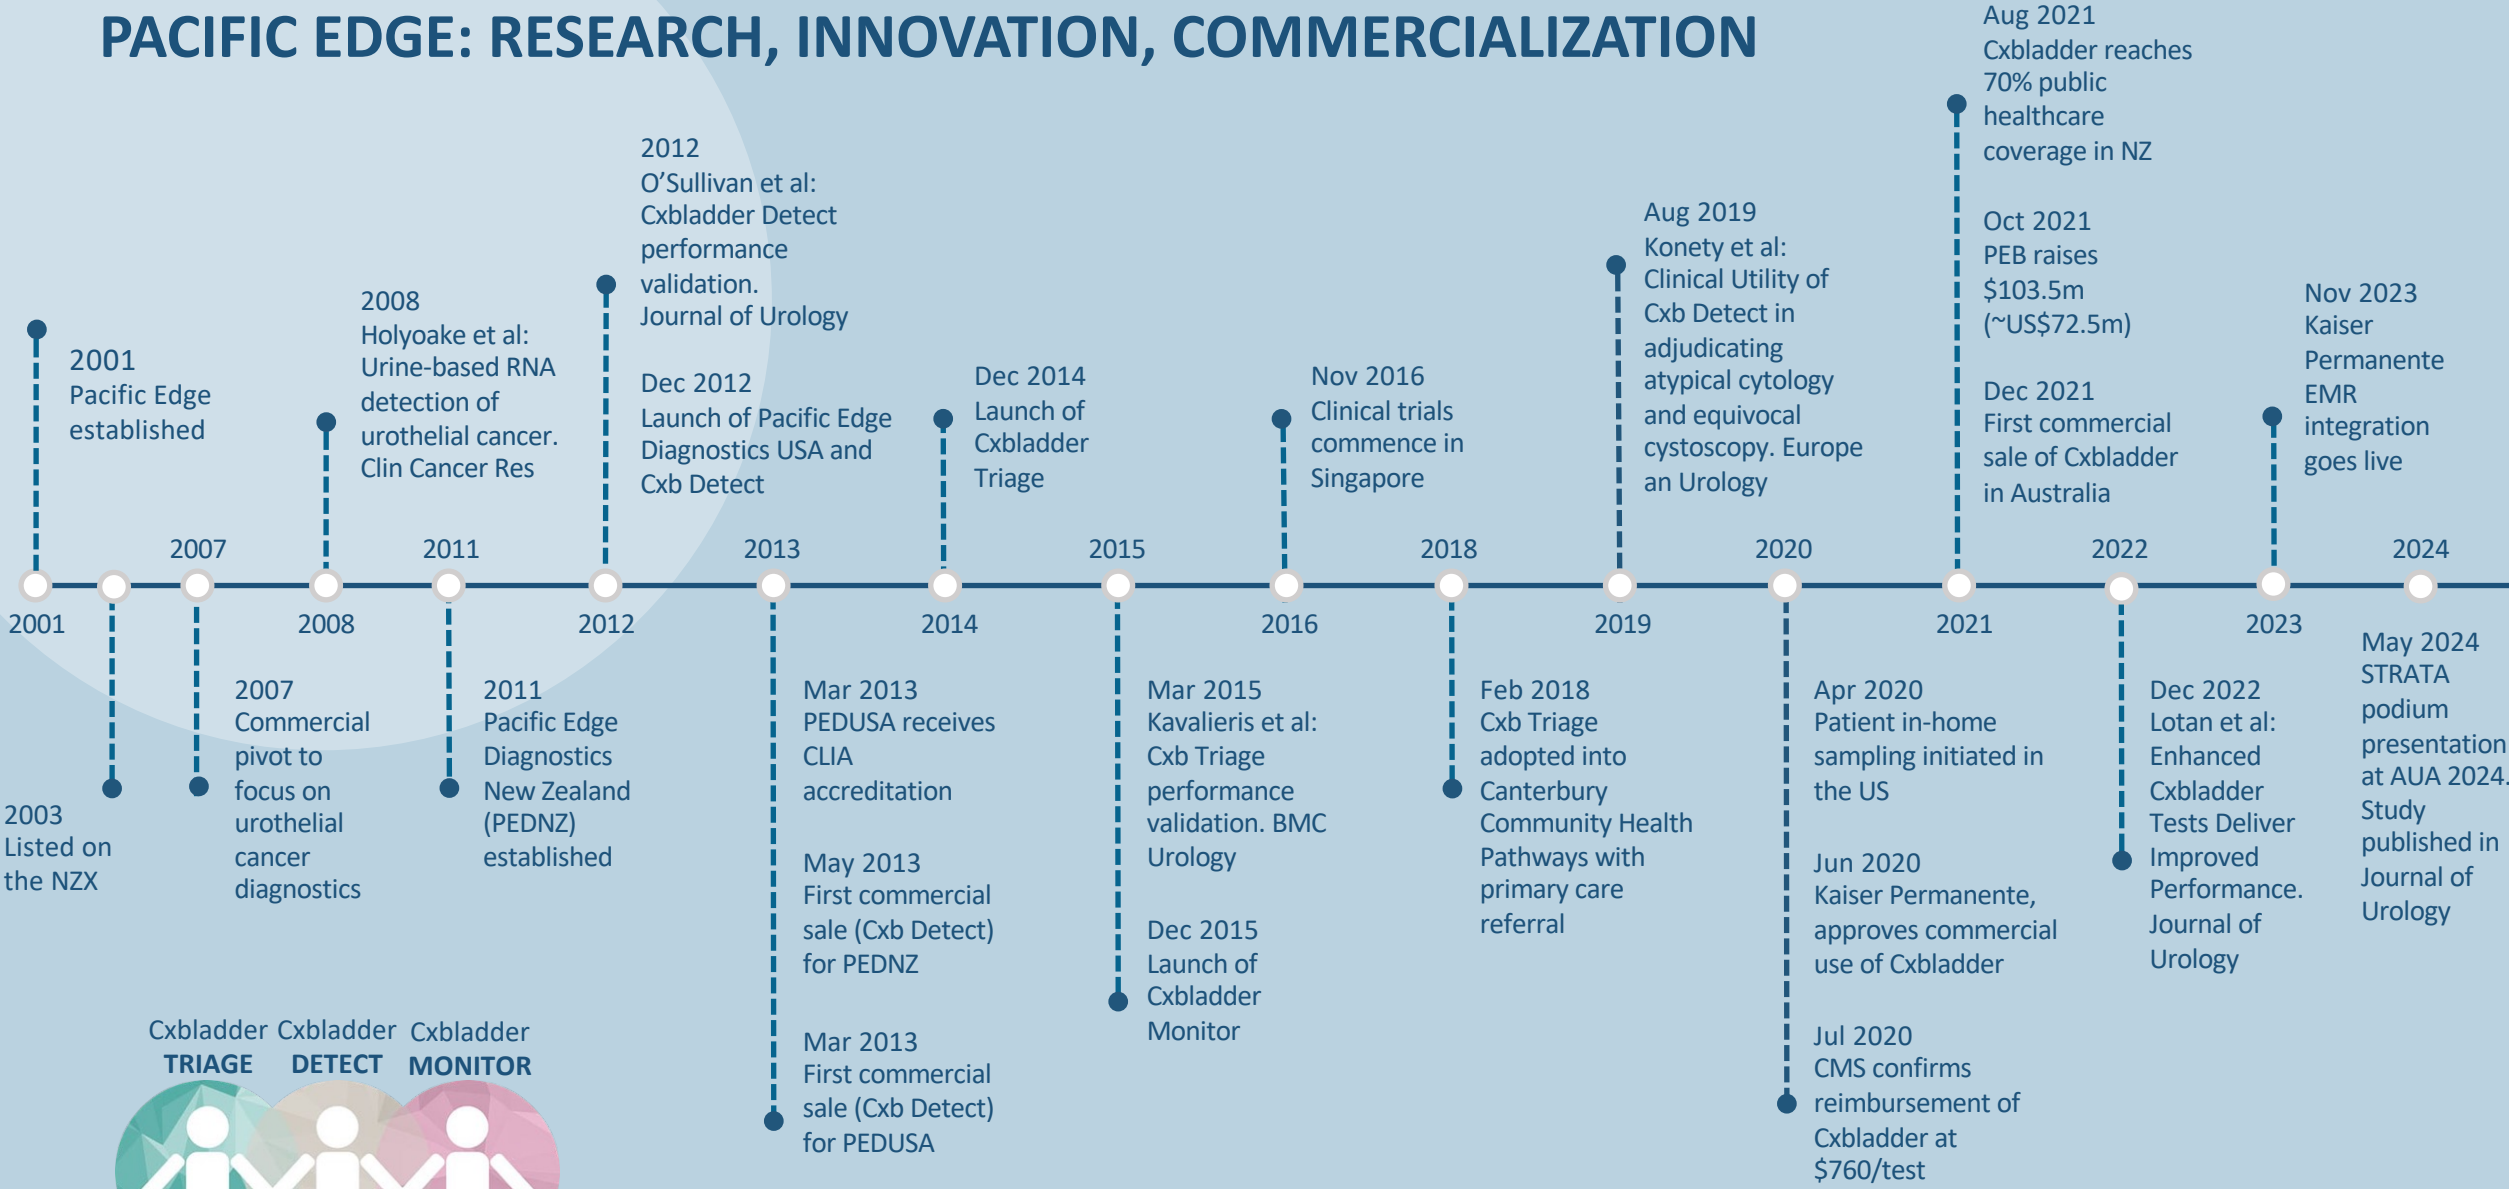 PACIFIC EDGE: RESEARCH, INNOVATION, COMMERCIALIZATION
2001
Pacific Edge
established
2008
Holyoake et al:
Urine-based RNA
detection of
urothelial cancer.
Clin Cancer Res
2012
O’Sullivan et al:
Cxbladder Detect
performance
validation.
Journal of Urology
Dec 2012
Launch of Pacific Edge
Diagnostics USA and
Cxb Detect
Dec 2014
Launch of
Cxbladder
Triage
Nov 2016
Clinical trials
commence in
Singapore
Aug 2019
Konety et al:
Clinical Utility of
Cxb Detect in
adjudicating
atypical cytology
and equivocal
cystoscopy. Europe
an Urology
Aug 2021
Cxbladder reaches
70% public
healthcare
coverage in NZ
Oct 2021
PEB raises
$103.5m
(~US$72.5m)
Dec 2021
First commercial
sale of Cxbladder
in Australia
Nov 2023
Kaiser
Permanente
EMR
integration
goes live
2007
2011
2013
2015
2018
2020
2022
2024
2001
2008
2012
2014
2016
2019
2021
2023
2003
Listed on
the NZX
2007
Commercial
pivot to
focus on
urothelial
cancer
diagnostics
2011
Pacific Edge
Diagnostics
New Zealand
(PEDNZ)
established
Mar 2013
PEDUSA receives
CLIA
accreditation
May 2013
First commercial
sale (Cxb Detect)
for PEDNZ
Mar 2013
First commercial
sale (Cxb Detect)
for PEDUSA
Mar 2015
Kavalieris et al:
Cxb Triage
performance
validation. BMC
Urology
Dec 2015
Launch of
Cxbladder
Monitor
Feb 2018
Cxb Triage
adopted into
Canterbury
Community Health
Pathways with
primary care
referral
Apr 2020
Patient in-home
sampling initiated in
the US
Jun 2020
Kaiser Permanente,
approves commercial
use of Cxbladder
Jul 2020
CMS confirms
reimbursement of
Cxbladder at
$760/test
Dec 2022
Lotan et al:
Enhanced
Cxbladder
Tests Deliver
Improved
Performance.
Journal of
Urology
May 2024
STRATA
podium
presentation
at AUA 2024.
Study
published in
Journal of
Urology
Cxbladder
TRIAGE
Cxbladder
DETECT
Cxbladder
MONITOR